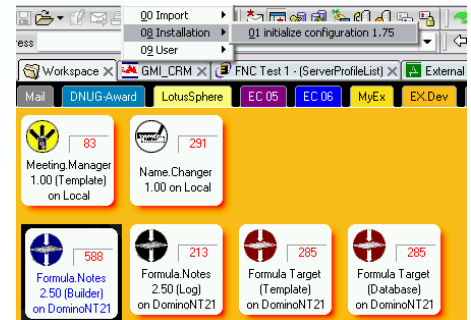 00 Import
08 Installation
01 initialize configuration 1.75
ress
09 User
Workspace X GMI_CRM X FNC Test 1 - (ServerProfileList) X External
Mail DNUG-Award LotusSphere EC 05 EC 06 MyEx EX.Dev
83 291
Meeting.Manager
1.00 (Template)
on Local
Name.Changer
1.00 on Local
588 213 285 285
Formula.Notes
2.50 (Builder)
on DominoNT21
Formula.Notes
2.50 (Log)
on DominoNT21
Formula Target
(Template)
on DominoNT21
Formula Target
(Database)
on DominoNT21